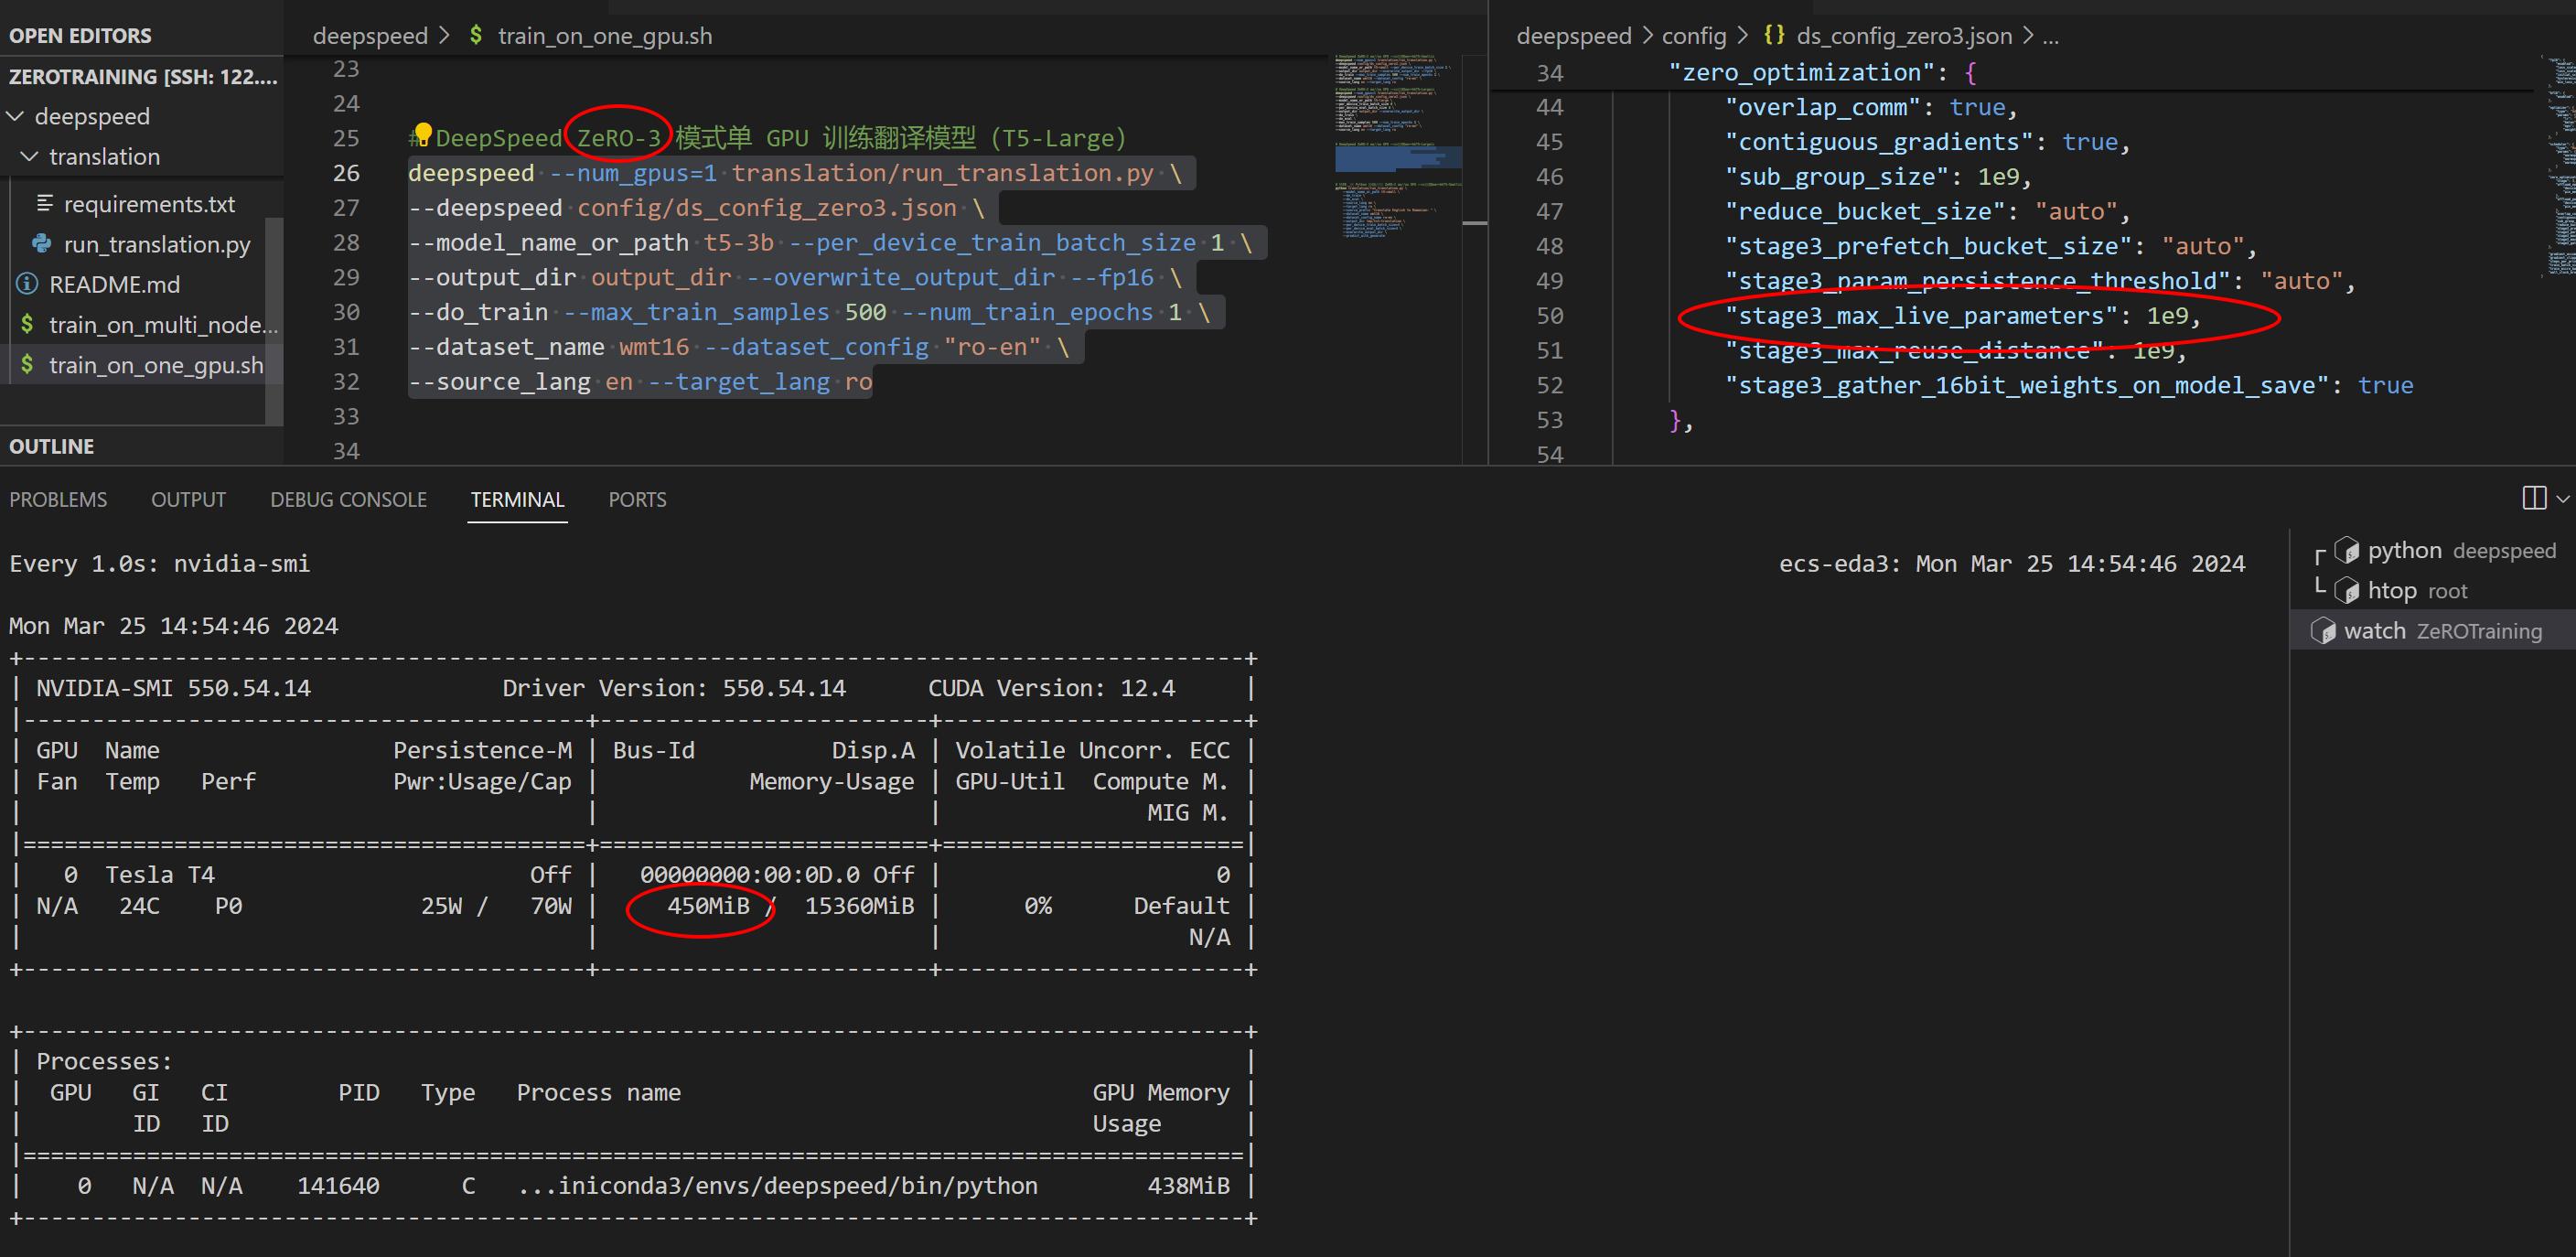 OPEN EDITORS
ZEROTRAINING [SSH: 122....
deepspeed
translation
requirements.txt
run_translation.py
README.md
train_on_multi_node...
train_on_one_gpu.sh
OUTLINE
deepspeed > $ train_on_one_gpu.sh
23
24
25 # DeepSpeed ZeRO-3 模式单 GPU 训练翻译模型（T5-Large）
26 deepspeed --num_gpus=1 translation/run_translation.py \
27 --deepspeed config/ds_config_zero3.json \
28 --model_name_or_path t5-3b --per_device_train_batch_size 1 \
29 --output_dir output_dir --overwrite_output_dir --fp16 \
30 --do_train --max_train_samples 500 --num_train_epochs 1 \
31 --dataset_name wmt16 --dataset_config "ro-en" \
32 --source_lang en --target_lang ro
33
34
deepspeed > config > {} ds_config_zero3.json > ...
34 "zero_optimization": {
44 "overlap_comm": true,
45 "contiguous_gradients": true,
46 "sub_group_size": 1e9,
47 "reduce_bucket_size": "auto",
48 "stage3_prefetch_bucket_size": "auto",
49 "stage3_param_persistence_threshold": "auto",
50 "stage3_max_live_parameters": 1e9,
51 "stage3_max_reuse_distance": 1e9,
52 "stage3_gather_16bit_weights_on_model_save": true
53 },
54
PROBLEMS OUTPUT DEBUG CONSOLE TERMINAL PORTS
Every 1.0s: nvidia-smi ecs-eda3: Mon Mar 25 14:54:46 2024
Mon Mar 25 14:54:46 2024
+-----------------------------------------------------------------------------------------+
| NVIDIA-SMI 550.54.14 Driver Version: 550.54.14 CUDA Version: 12.4 |
|-----------------------------------------+------------------------+----------------------+
| GPU Name Persistence-M | Bus-Id Disp.A | Volatile Uncorr. ECC |
| Fan Temp Perf Pwr:Usage/Cap | Memory-Usage | GPU-Util Compute M. |
| | | MIG M. |
|=========================================+========================+======================|
| 0 Tesla T4 Off | 00000000:00:0D.0 Off | 0 |
| N/A 24C P0 25W / 70W | 450MiB / 15360MiB | 0% Default |
| | | N/A |
+-----------------------------------------+------------------------+----------------------+
+-----------------------------------------------------------------------------------------+
| Processes: |
| GPU GI CI PID Type Process name GPU Memory |
| ID ID Usage |
|=========================================================================================|
| 0 N/A N/A 141640 C ...iniconda3/envs/deepspeed/bin/python 438MiB |
+-----------------------------------------------------------------------------------------+
python deepspeed
htop root
watch ZeROTraining